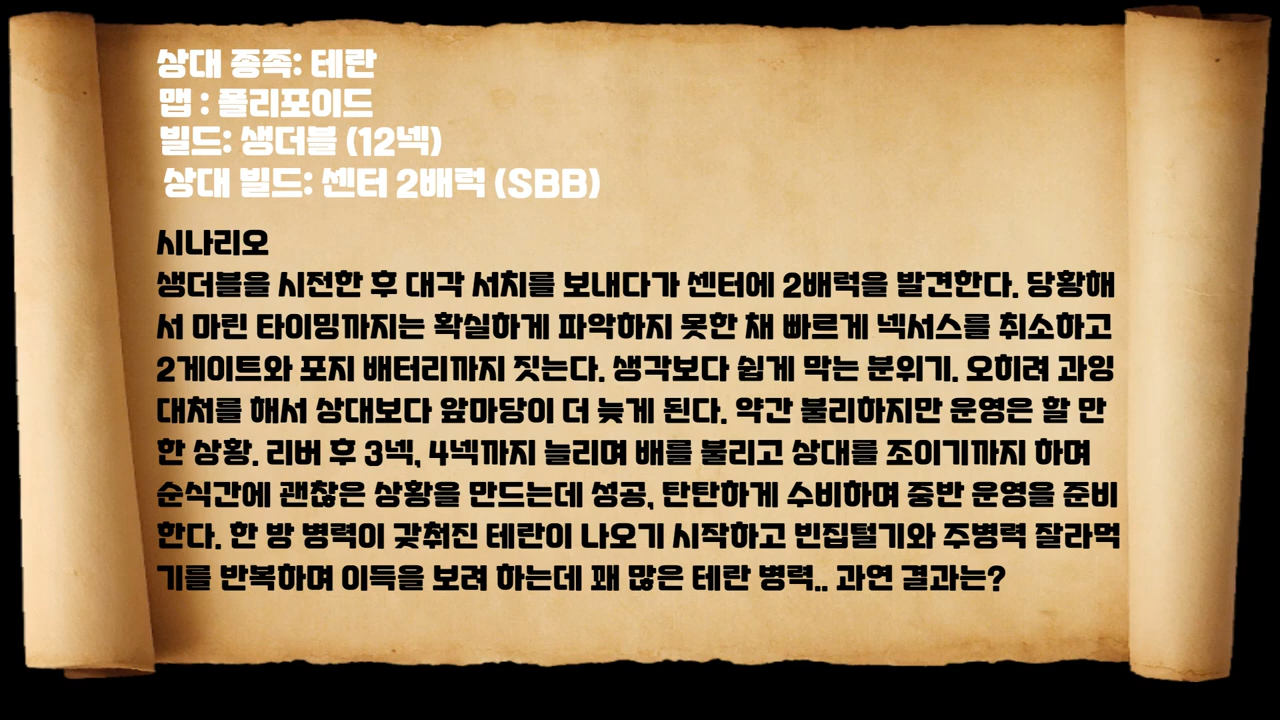 상대 종족: 테란
맵 : 폴리포이드
빌드: 생더블 (12넥)
상대 빌드: 센터 2배럭 (SBB)
시나리오
생더블을 시전한 후 대각 서치를 보내다가 센터에 2배럭을 발견한다. 당황해
서 마린 타이밍까지는 확실하게 파악하지 못한 채 빠르게 넥서스를 취소하고
2게이트와 포지 배터리까지 짓는다. 생각보다 쉽게 막는 분위기. 오히려 과잉
대처를 해서 상대보다 앞마당이 더 늦게 된다. 약간 불리하지만 운영은 할 만
한 상황. 리버 후 3넥, 4넥까지 늘리며 배를 불리고 상대를 조이기까지 하며
순식간에 괜찮은 상황을 만드는데 성공, 탄탄하게 수비하며 중반 운영을 준비
한다. 한 방 병력이 갖춰진 테란이 나오기 시작하고 빈집털기와 주병력 잘라먹
기를 반복하며 이득을 보려 하는데 꽤 많은 테란 병력.. 과연 결과는?